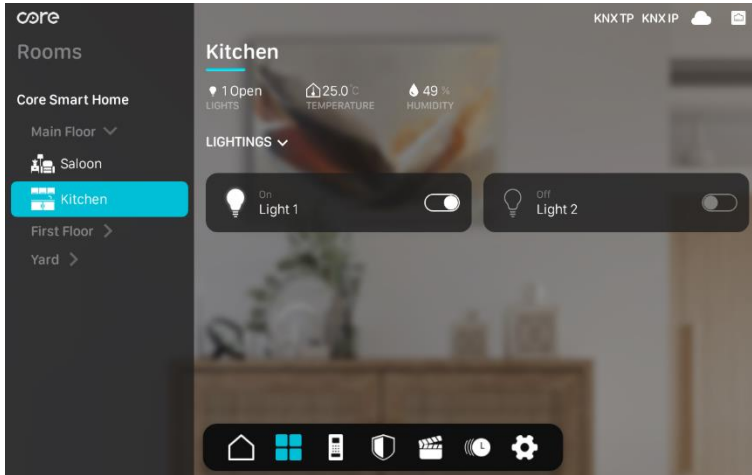 core
KNX TP KNX IP
Rooms
Kitchen
1 Open
LIGHTS
25.0 °C
TEMPERATURE
49 %
HUMIDITY
Core Smart Home
Main Floor
Saloon
Kitchen
First Floor
Yard
LIGHTINGS
On
Light 1
Off
Light 2